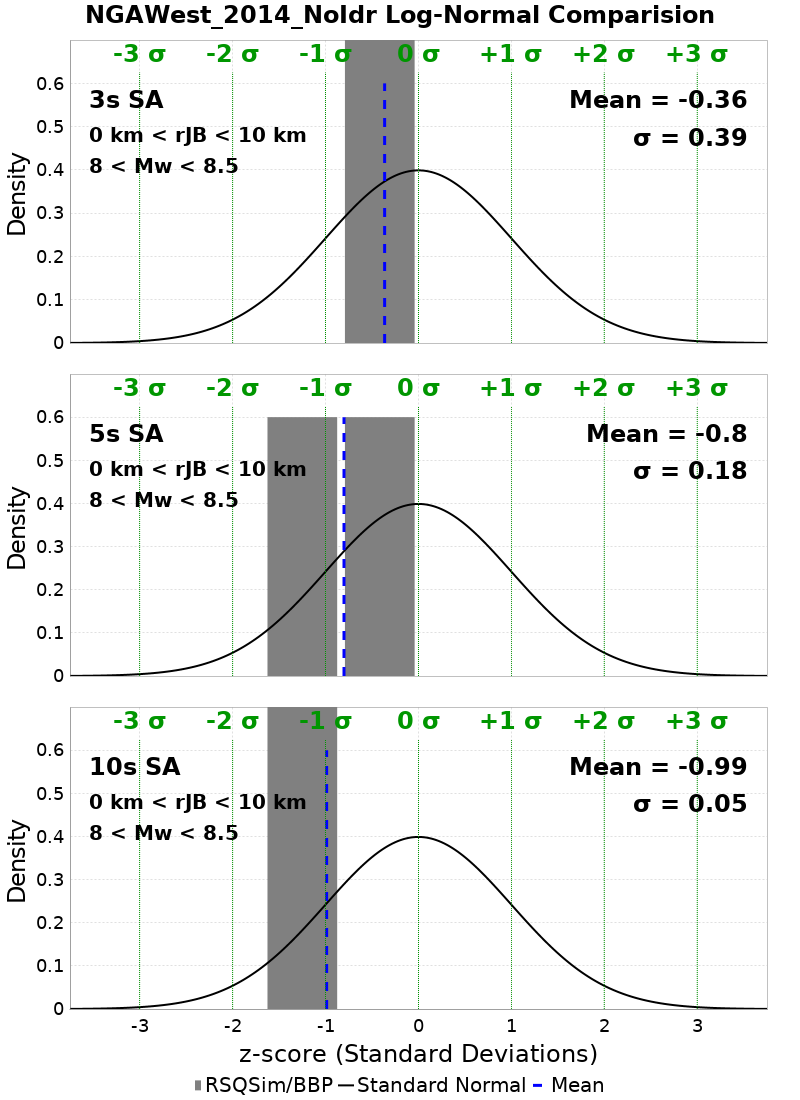 NGAWest_2014_NoIdr Log-Normal Comparision
-3 σ -2 σ -1 σ 0 σ +1 σ +2 σ +3 σ
0.6
3s SA Mean = -0.36
0.5
0 km < rJB < 10 km σ = 0.39
8 < Mw < 8.5
0.4
0.3
0.2
0.1
0
Density
-3 σ -2 σ -1 σ 0 σ +1 σ +2 σ +3 σ
0.6
5s SA Mean = -0.8
0.5
0 km < rJB < 10 km σ = 0.18
8 < Mw < 8.5
0.4
0.3
0.2
0.1
0
Density
-3 σ -2 σ -1 σ 0 σ +1 σ +2 σ +3 σ
0.6
10s SA Mean = -0.99
0.5
0 km < rJB < 10 km σ = 0.05
8 < Mw < 8.5
0.4
0.3
0.2
0.1
0
Density
-3 -2 -1 0 1 2 3
z-score (Standard Deviations)
RSQSim/BBP Standard Normal Mean